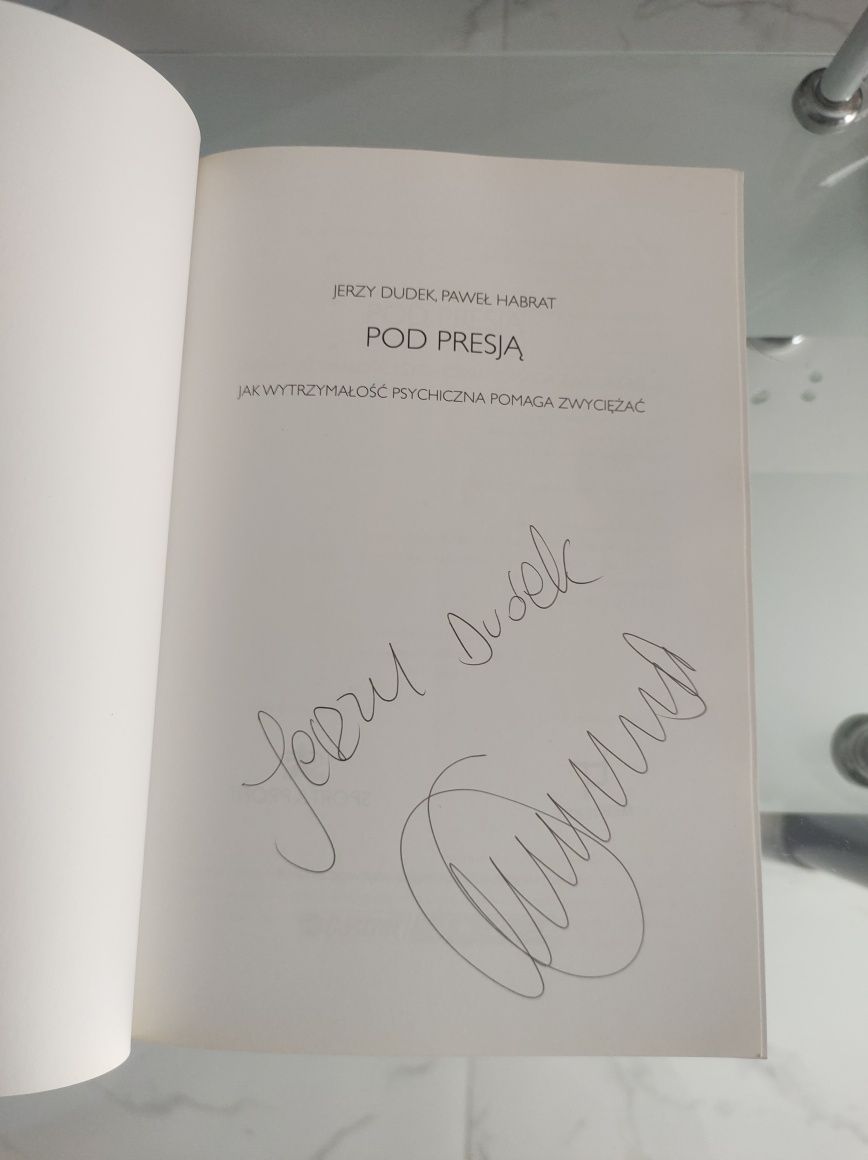 JERZY DUDEK, PAWEŁ HABRAT
POD PRESJĄ
JAK WYTRZYMAŁOŚĆ PSYCHICZNA POMAGA ZWYCIĘŻAĆ
Jerzy Dudek